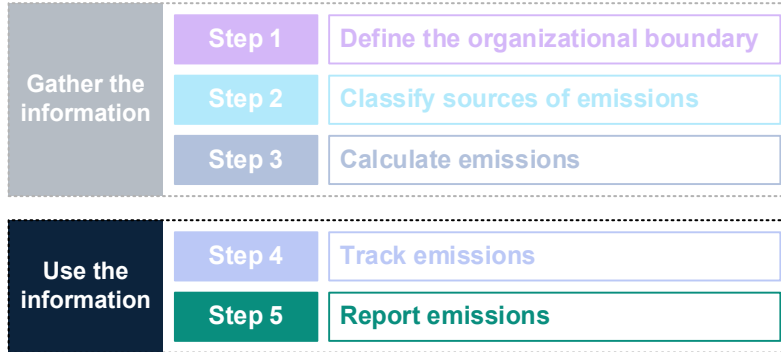 Gather the
information
Step 1
Define the organizational boundary
Step 2
Classify sources of emissions
Step 3
Calculate emissions
Use the
information
Step 4
Track emissions
Step 5
Report emissions